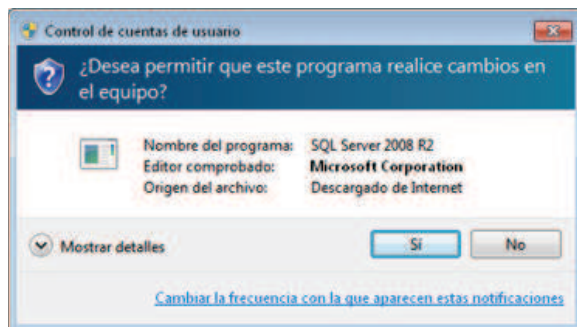 Control de cuentas de usuario
¿Desea permitir que este programa realice cambios en
el equipo?
Nombre del programa: SQL Server 2008 R2
Editor comprobado: Microsoft Corporation
Origen del archivo: Descargado de Internet
Mostrar detalles Sí No
Cambiar la frecuencia con la que aparecen estas notificaciones